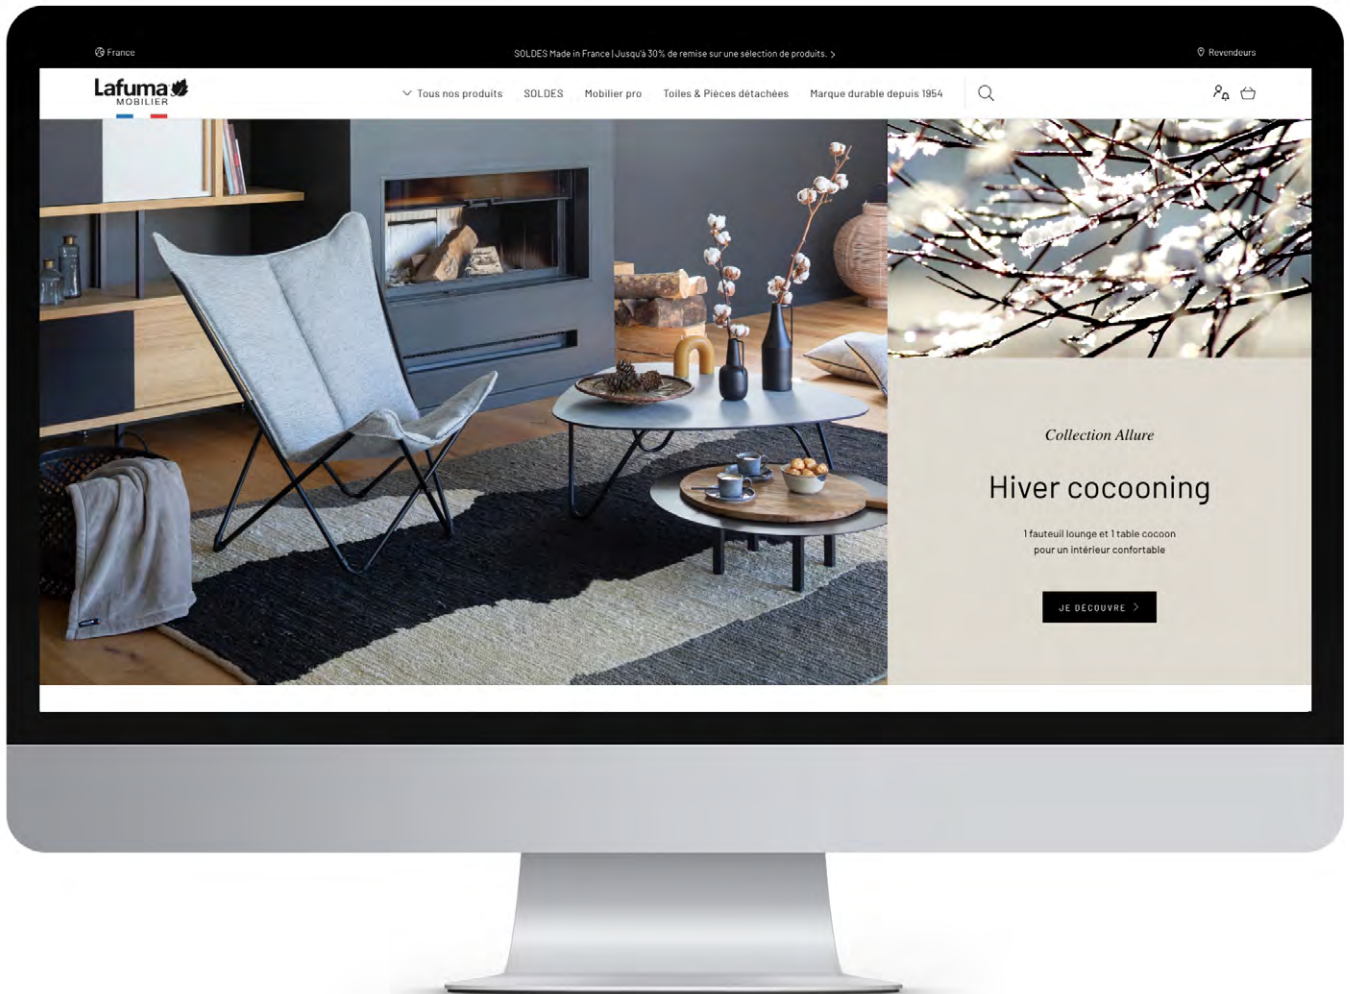 France
SOLDES Made in France | Jusqu'à 30% de remise sur une sélection de produits.
Revendeurs
Lafuma
MOBILIER
Tous nos produits
SOLDES
Mobilier pro
Toiles & Pièces détachées
Marque durable depuis 1954
Collection Allure
Hiver cocooning
1 fauteuil lounge et 1 table cocoon
pour un intérieur confortable
JE DÉCOUVRE